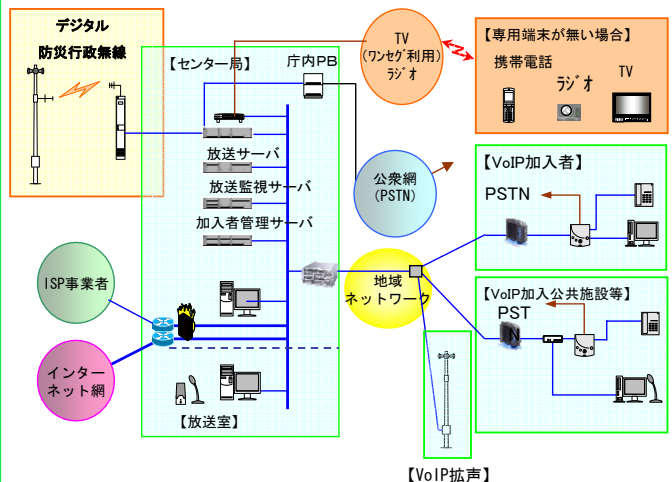 デジタル
防災行政無線
【センター局】
庁内PB
TV
(ワンセグ利用)
ラジオ
【専用端末が無い場合】
携帯電話
ラジオ
TV
放送サーバ
放送監視サーバ
加入者管理サーバ
公衆網
(PSTN)
【VoIP加入者】
PSTN
ISP事業者
地域
ネットワーク
【VoIP加入公共施設等】
PST
インター
ネット網
【放送室】
【VoIP拡声】